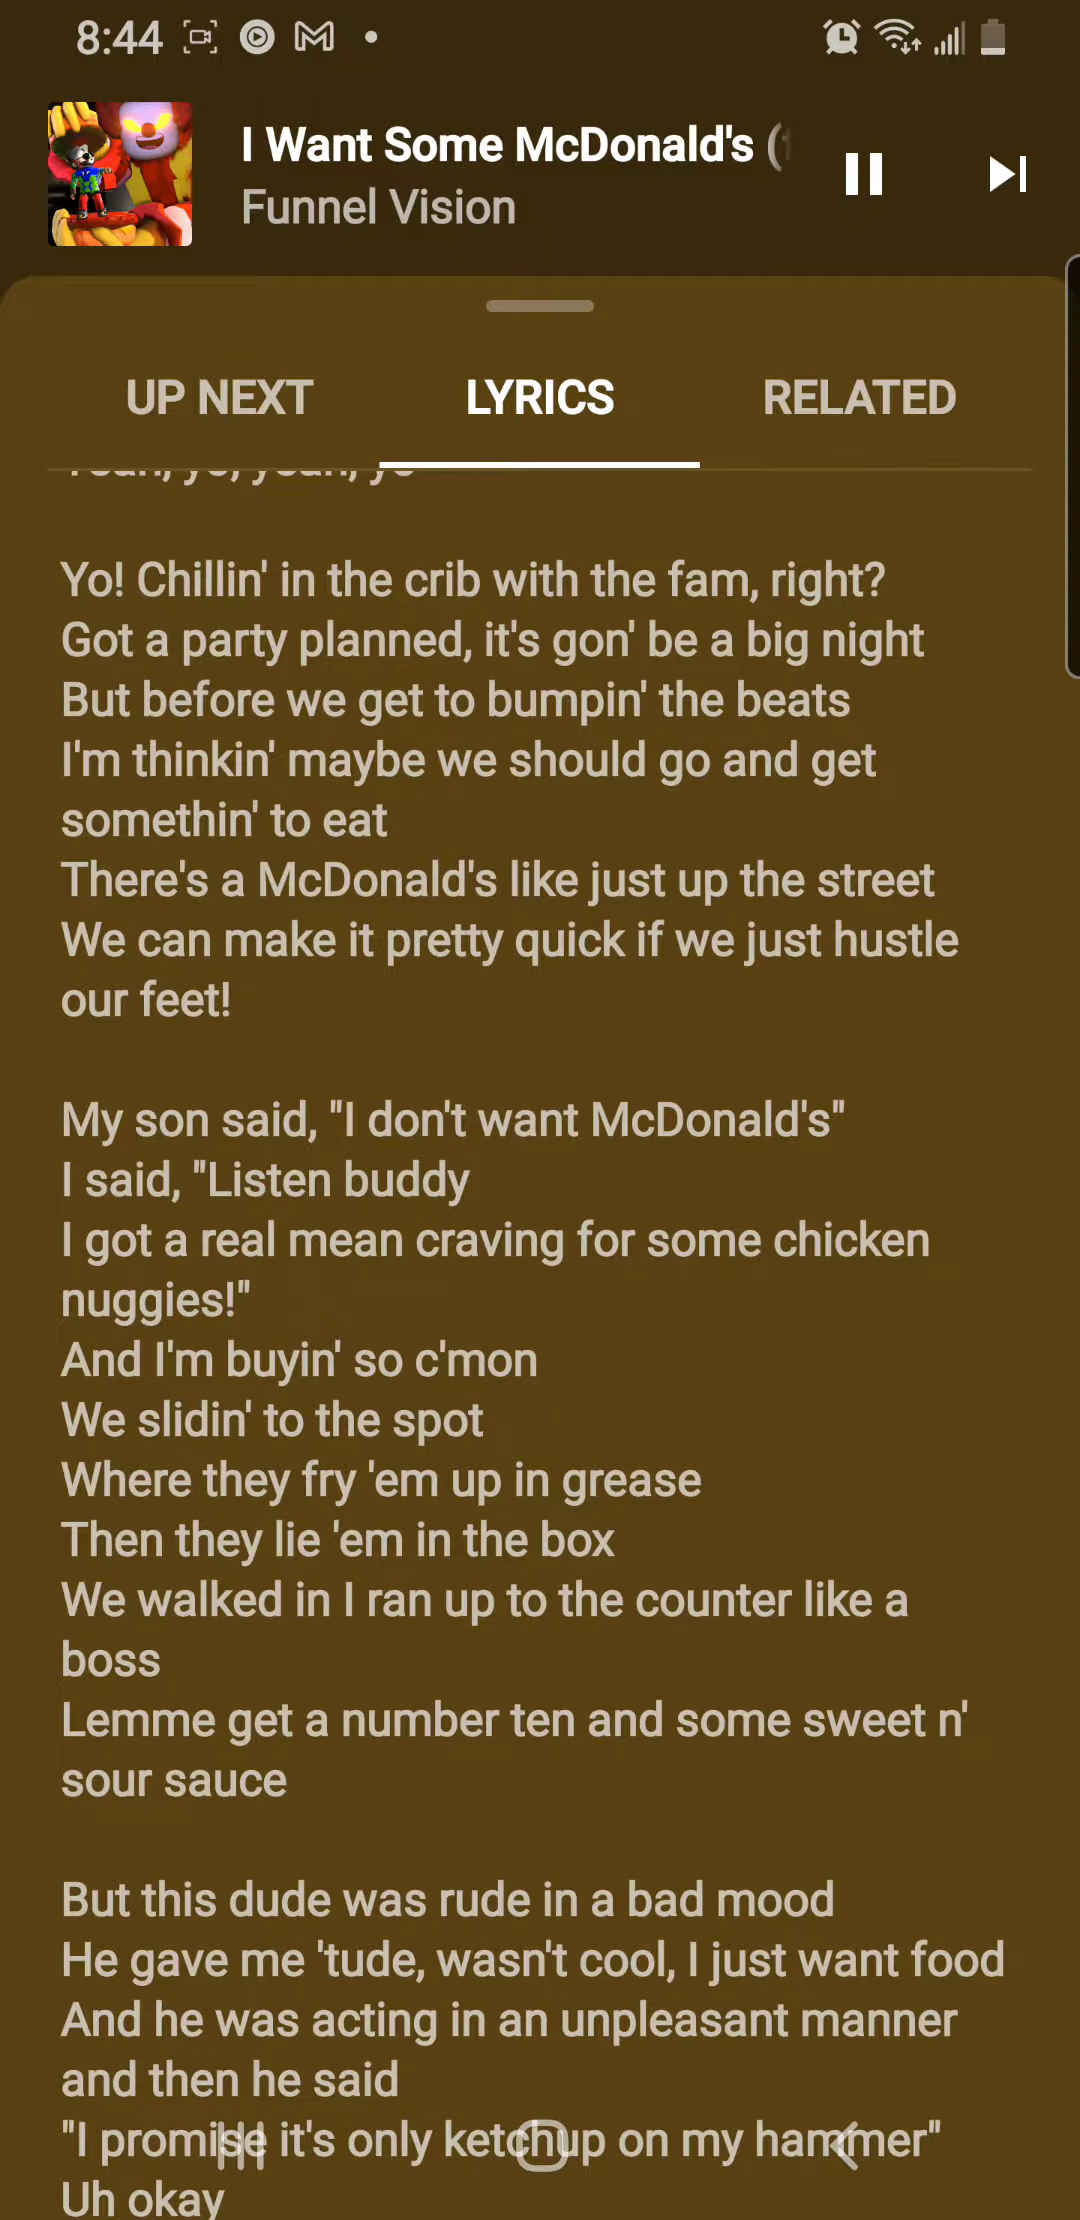 8:44
I Want Some McDonald's (
Funnel Vision
UP NEXT
LYRICS
RELATED
Yeah, yo, yeah, yo
Yo! Chillin' in the crib with the fam, right?
Got a party planned, it's gon' be a big night
But before we get to bumpin' the beats
I'm thinkin' maybe we should go and get
somethin' to eat
There's a McDonald's like just up the street
We can make it pretty quick if we just hustle
our feet!
My son said, "I don't want McDonald's"
I said, "Listen buddy
I got a real mean craving for some chicken
nuggies!"
And I'm buyin' so c'mon
We slidin' to the spot
Where they fry 'em up in grease
Then they lie 'em in the box
We walked in I ran up to the counter like a
boss
Lemme get a number ten and some sweet n'
sour sauce
But this dude was rude in a bad mood
He gave me 'tude, wasn't cool, I just want food
And he was acting in an unpleasant manner
and then he said
"I promise it's only ketchup on my hammer"
Uh okay